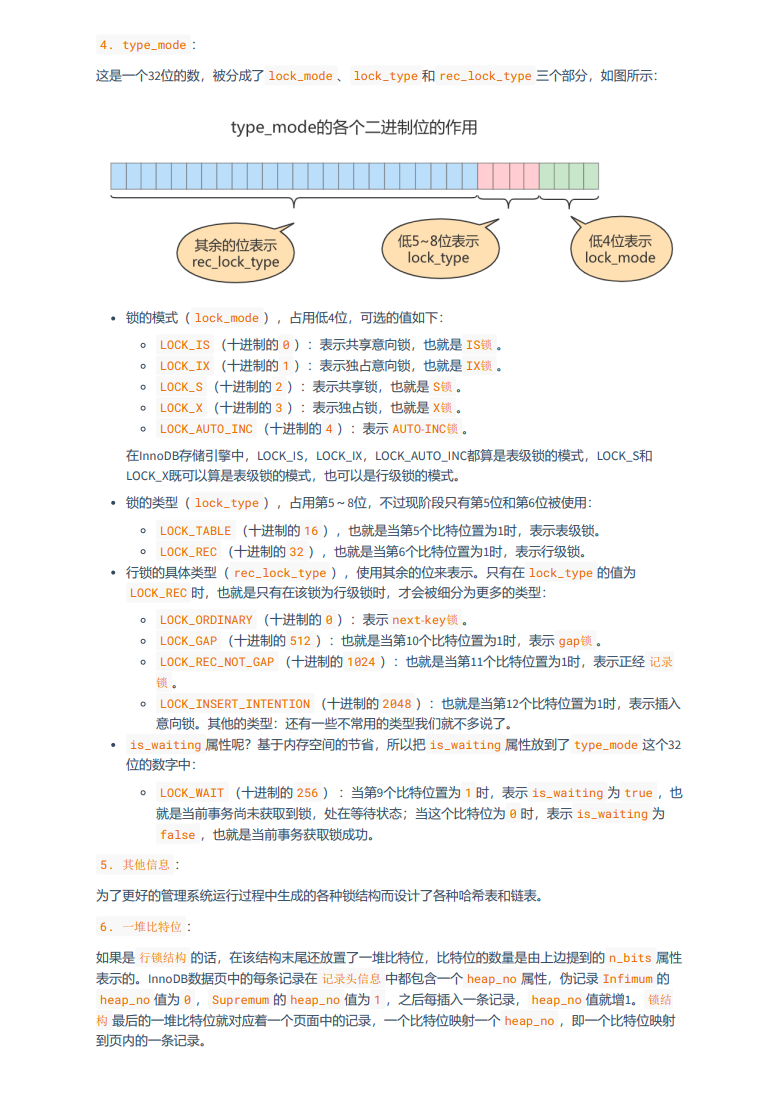 4. type_mode：
这是一个32位的数，被分成了 lock_mode 、 lock_type 和 rec_lock_type 三个部分，如图所示：
type_mode的各个二进制位的作用
其余的位表示
rec_lock_type
低5~8位表示
lock_type
低4位表示
lock_mode
• 锁的模式（ lock_mode ），占用低4位，可选的值如下：
LOCK_IS （十进制的 0 ）：表示共享意向锁，也就是 IS锁 。
LOCK_IX （十进制的 1 ）：表示独占意向锁，也就是 IX锁 。
LOCK_S （十进制的 2 ）：表示共享锁，也就是 S锁 。
LOCK_X （十进制的 3 ）：表示独占锁，也就是 X锁 。
LOCK_AUTO_INC （十进制的 4 ）：表示 AUTO-INC锁 。
在InnoDB存储引擎中，LOCK_IS，LOCK_IX，LOCK_AUTO_INC都算是表级锁的模式，LOCK_S和
LOCK_X既可以算是表级锁的模式，也可以是行级锁的模式。
• 锁的类型（ lock_type ），占用第5～8位，不过现阶段只有第5位和第6位被使用：
LOCK_TABLE （十进制的 16 ），也就是当第5个比特位置为1时，表示表级锁。
LOCK_REC （十进制的 32 ），也就是当第6个比特位置为1时，表示行级锁。
• 行锁的具体类型（ rec_lock_type ），使用其余的位来表示。只有在 lock_type 的值为
LOCK_REC 时，也就是只有在该锁为行级锁时，才会被细分为更多的类型：
LOCK_ORDINARY （十进制的 0 ）：表示 next-key锁 。
LOCK_GAP （十进制的 512 ）：也就是当第10个比特位置为1时，表示 gap锁 。
LOCK_REC_NOT_GAP （十进制的 1024 ）：也就是当第11个比特位置为1时，表示正经 记录
锁 。
LOCK_INSERT_INTENTION （十进制的 2048 ）：也就是当第12个比特位置为1时，表示插入
意向锁。其他的类型：还有一些不常用的类型我们就不多说了。
• is_waiting 属性呢？基于内存空间的节省，所以把 is_waiting 属性放到了 type_mode 这个32
位的数字中：
LOCK_WAIT （十进制的 256 ）：当第9个比特位置为 1 时，表示 is_waiting 为 true ，也
就是当前事务尚未获取到锁，处在等待状态；当这个比特位为 0 时，表示 is_waiting 为
false ，也就是当前事务获取锁成功。
5. 其他信息：
为了更好的管理系统运行过程中生成的各种锁结构而设计了各种哈希表和链表。
6. 一堆比特位：
如果是 行锁结构 的话，在该结构末尾还放置了一堆比特位，比特位的数量是由上边提到的 n_bits 属性
表示的。InnoDB数据页中的每条记录在 记录头信息 中都包含一个 heap_no 属性，伪记录 Infimum 的
heap_no 值为 0 ， Supremum 的 heap_no 值为 1 ，之后每插入一条记录， heap_no 值就增1。 锁结
构 最后的一堆比特位就对应着一个页面中的记录，一个比特位映射一个 heap_no ，即一个比特位映射
到页内的一条记录。